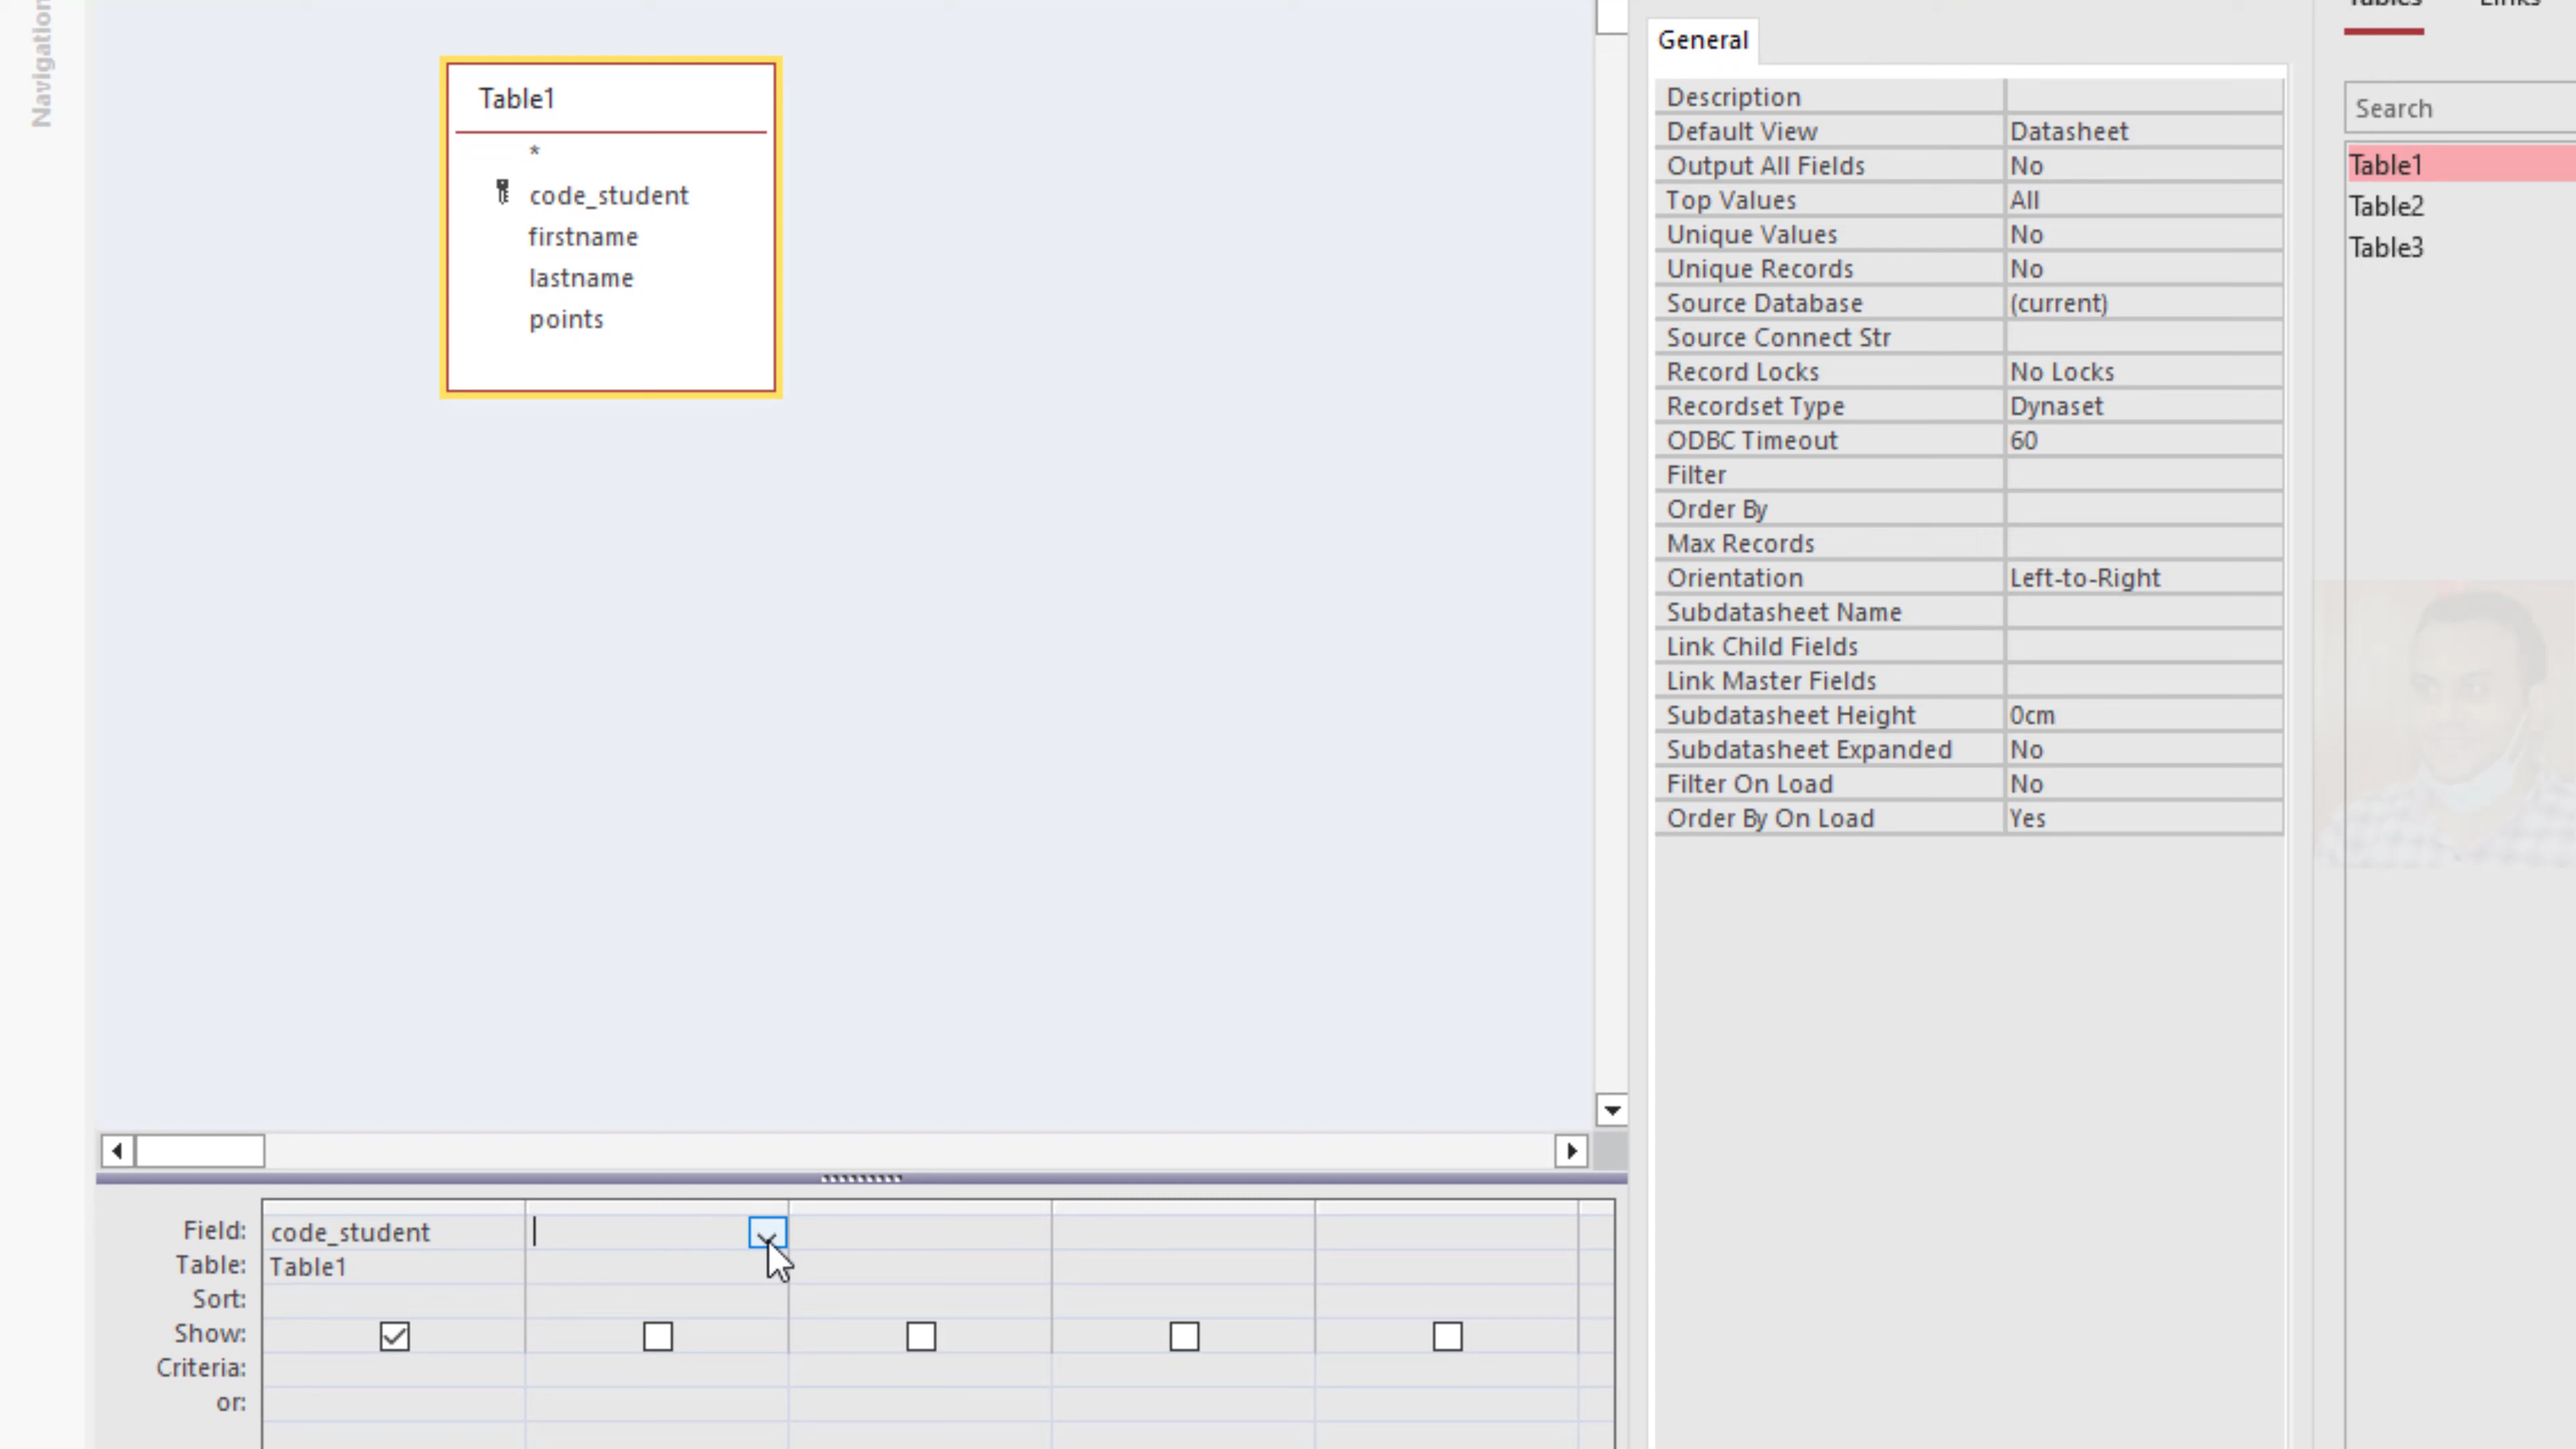 Navigation
Table1
*
code_student
firstname
lastname
points
General
Description
Default View Datasheet
Output All Fields No
Top Values All
Unique Values No
Unique Records No
Source Database (current)
Source Connect Str
Record Locks No Locks
Recordset Type Dynaset
ODBC Timeout 60
Filter
Order By
Max Records
Orientation Left-to-Right
Subdatasheet Name
Link Child Fields
Link Master Fields
Subdatasheet Height 0cm
Subdatasheet Expanded No
Filter On Load No
Order By On Load Yes
Tables Links
Search
Table1
Table2
Table3
Field: code_student
Table: Table1
Sort:
Show:
Criteria:
or: